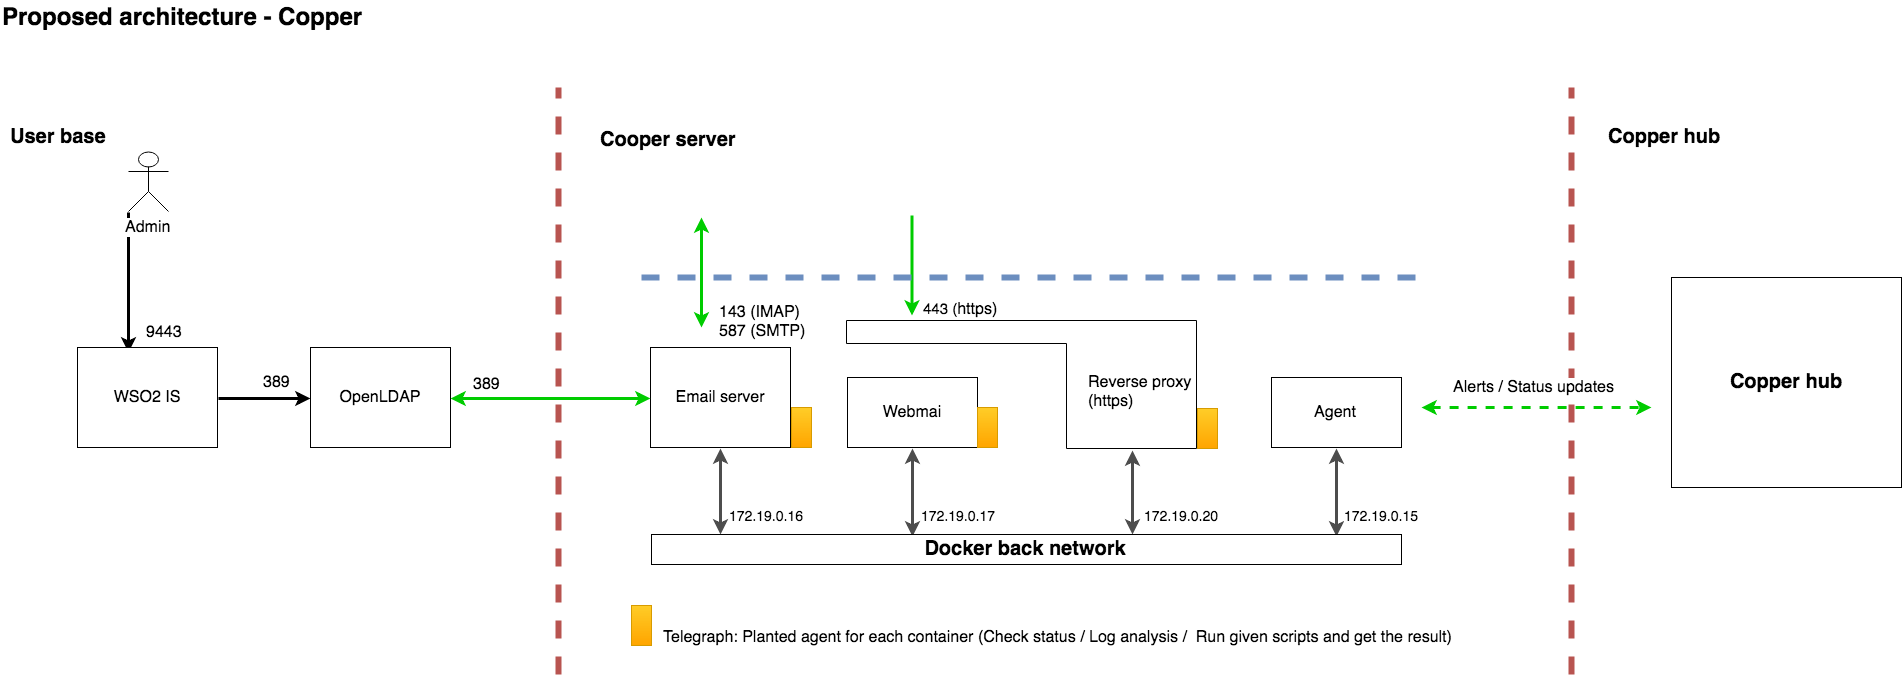 Proposed architecture - Copper
User base
Cooper server
Copper hub
Admin
9443
143 (IMAP)
587 (SMTP)
443 (https)
WSO2 IS
389
OpenLDAP
389
Email server
Webmai
Reverse proxy
(https)
Agent
Alerts / Status updates
Copper hub
172.19.0.16
172.19.0.17
172.19.0.20
172.19.0.15
Docker back network
Telegraph: Planted agent for each container (Check status / Log analysis /  Run given scripts and get the result)